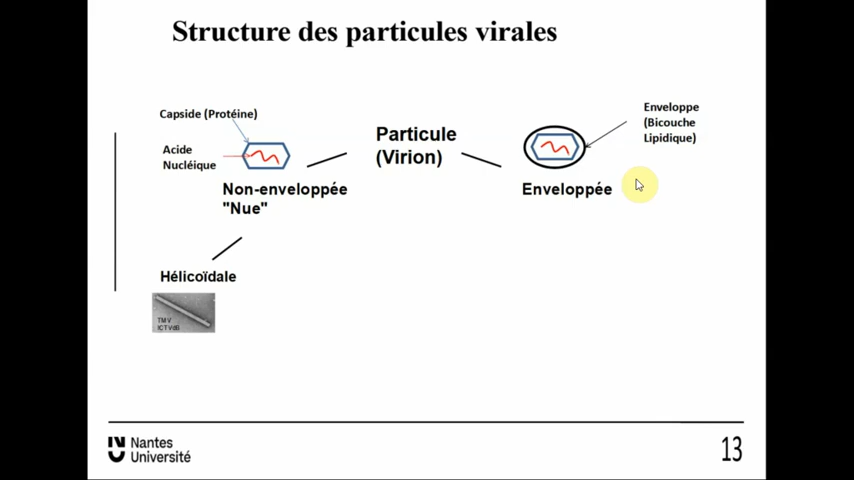 Structure des particules virales
Capside (Protéine)
Acide
Nucléique
Particule
(Virion)
Enveloppe
(Bicouche
Lipidique)
Non-enveloppée
"Nue"
Enveloppée
Hélicoïdale
TMV
ICTVdB
Nantes
Université
13